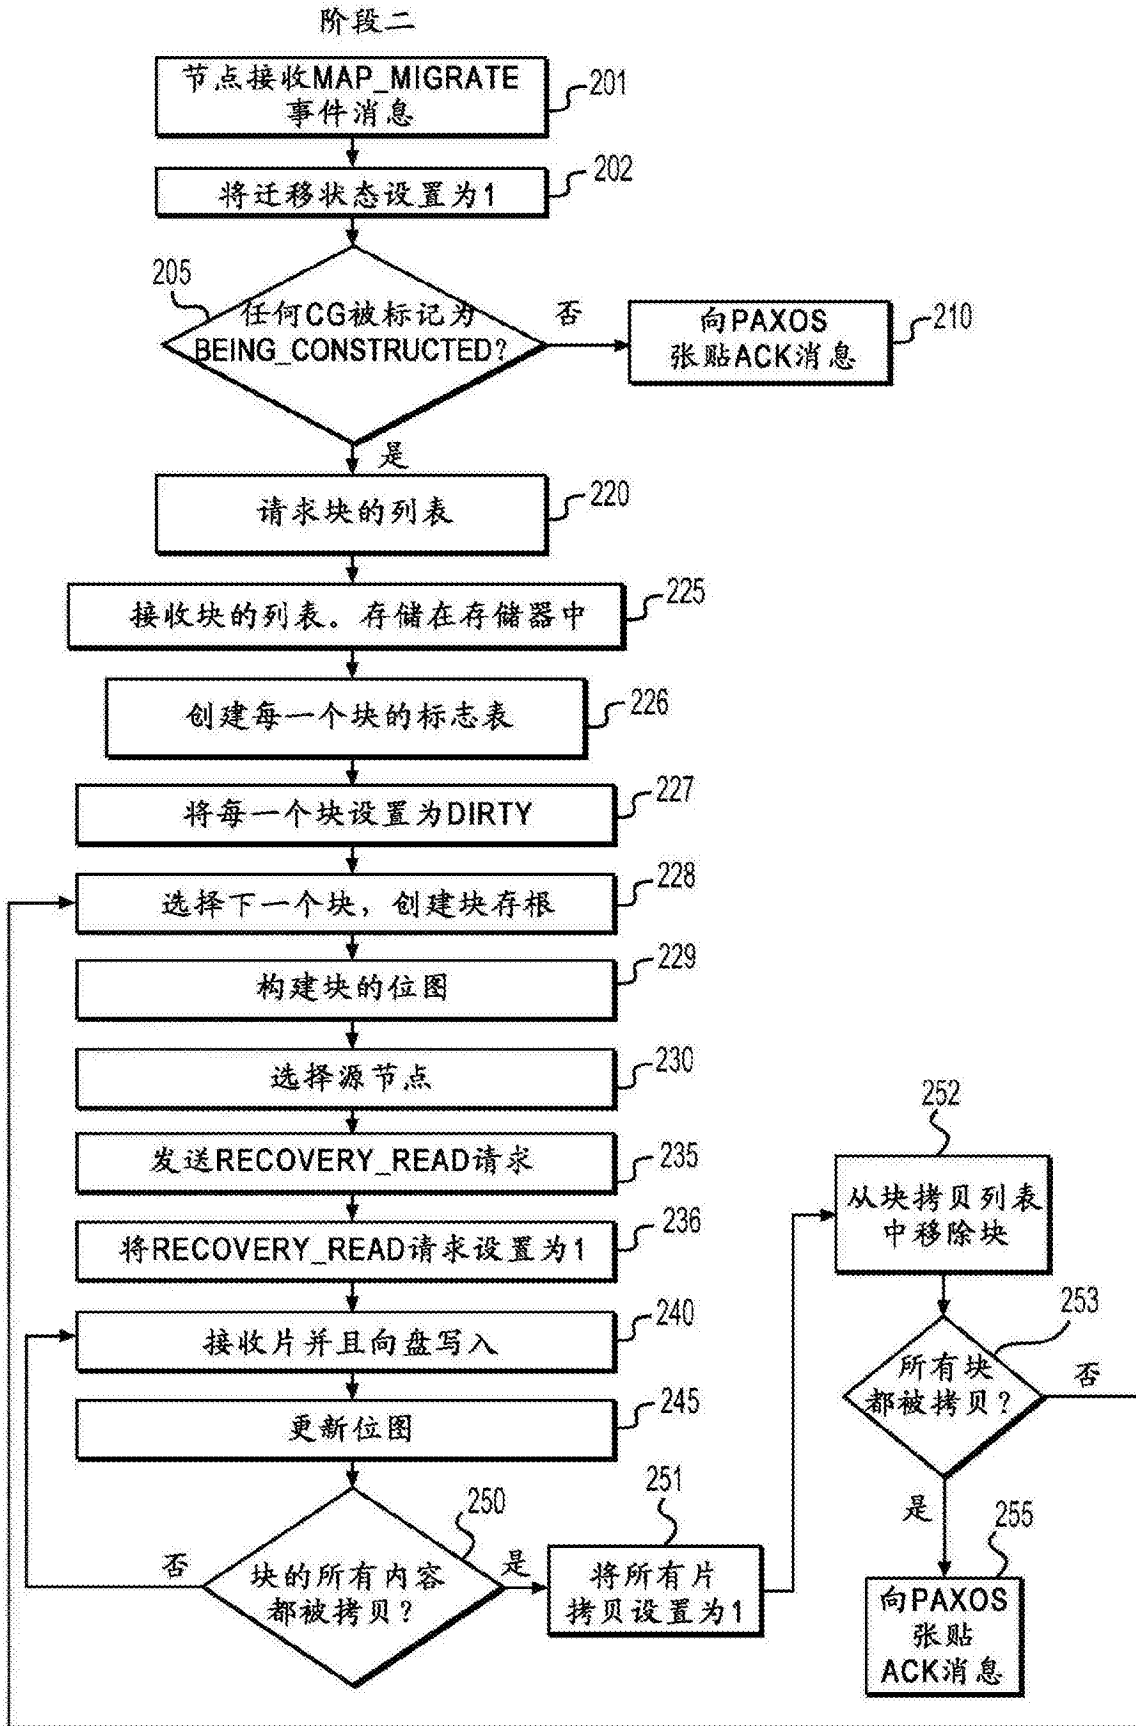 阶段二
节点接收MAP_MIGRATE
事件消息
201
将迁移状态设置为1
202
205
任何CG被标记为
BEING_CONSTRUCTED?
否
向PAXOS
张贴ACK消息
210
是
请求块的列表
220
接收块的列表。存储在存储器中
225
创建每一个块的标志表
226
将每一个块设置为DIRTY
227
选择下一个块，创建块存根
228
构建块的位图
229
选择源节点
230
发送RECOVERY_READ请求
235
将RECOVERY_READ请求设置为1
236
接收片并且向盘写入
240
更新位图
245
块的所有内容
都被拷贝?
250
否
是
将所有片
拷贝设置为1
251
252
从块拷贝列表
中移除块
253
所有块
都被拷贝?
否
是
255
向PAXOS
张贴
ACK消息